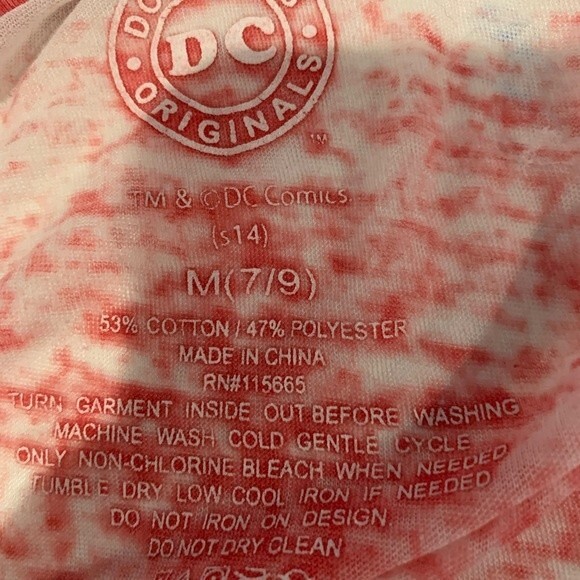 DC
ORIGINALS
™
TM & ©DC Comics
(s14)
M(7/9)
53% COTTON / 47% POLYESTER
MADE IN CHINA
RN#115665
TURN GARMENT INSIDE OUT BEFORE WASHING
MACHINE WASH COLD GENTLE CYCLE
ONLY NON-CHLORINE BLEACH WHEN NEEDED
TUMBLE DRY LOW COOL IRON IF NEEDED
DO NOT IRON ON DESIGN
DO NOT DRY CLEAN